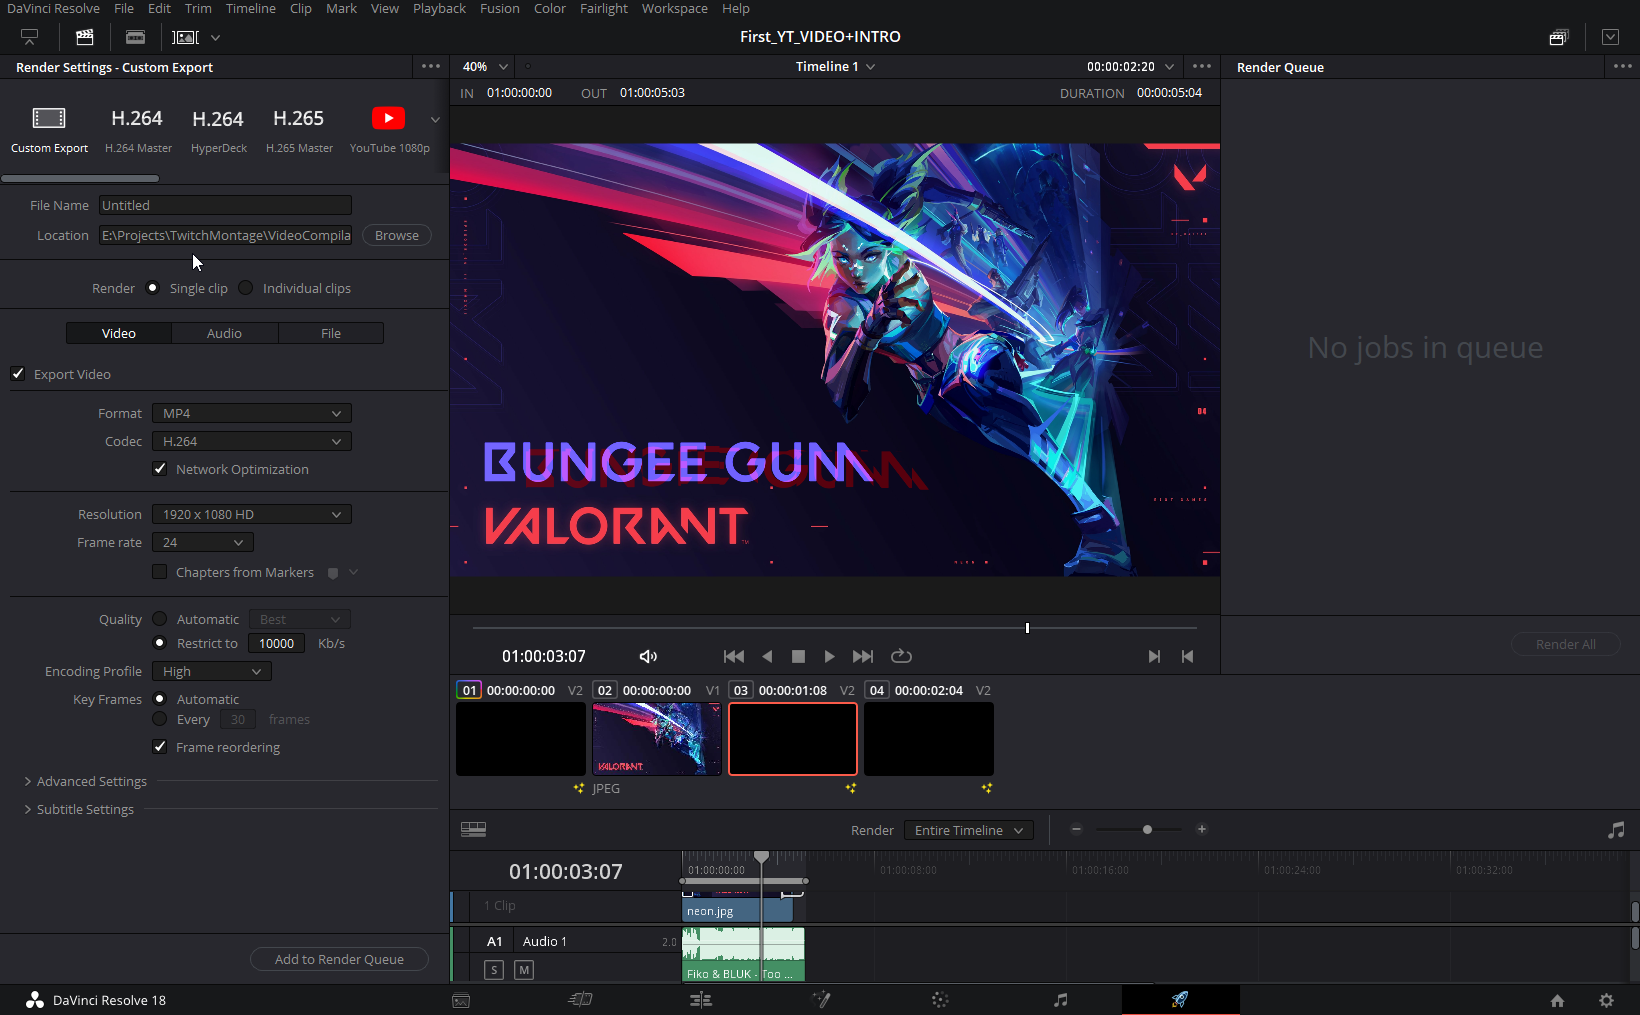 DaVinci Resolve File Edit Trim Timeline Clip Mark View Playback Fusion Color Fairlight Workspace Help
First_YT_VIDEO+INTRO
Render Settings - Custom Export
40% Timeline 1 00:00:02:20
Render Queue
IN 01:00:00:00 OUT 01:00:05:03 DURATION 00:00:05:04
H.264 H.264 H.265
Custom Export H.264 Master HyperDeck H.265 Master YouTube 1080p
File Name Untitled
Location E:\Projects\TwitchMontage\VideoCompila Browse
Render Single clip Individual clips
Video Audio File
Export Video
Format MP4
Codec H.264
Network Optimization
Resolution 1920 x 1080 HD
Frame rate 24
Chapters from Markers
Quality Automatic Best
Restrict to 10000 Kb/s
Encoding Profile High
Key Frames Automatic
Every 30 frames
Frame reordering
Advanced Settings
Subtitle Settings
Add to Render Queue
BUNGEE GUM
VALORANT
No jobs in queue
Render All
01:00:03:07
01 00:00:00:00 V2 02 00:00:00:00 V1 03 00:00:01:08 V2 04 00:00:02:04 V2
VALORANT
JPEG
Render Entire Timeline
01:00:03:07
01:00:00:00 01:00:08:00 01:00:16:00 01:00:24:00 01:00:32:00
1 Clip
neon.jpg
A1 Audio 1 2.0
S M
Fiko & BLUK - Too ...
DaVinci Resolve 18